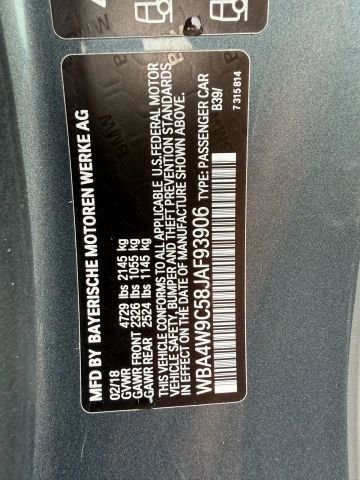 MFD BY BAYERISCHE MOTOREN WERKE AG
02/18
GVWR 4729 lbs 2145 kg
GAWR FRONT 2326 lbs 1055 kg
GAWR REAR 2524 lbs 1145 kg
THIS VEHICLE CONFORMS TO ALL APPLICABLE U.S.FEDERAL MOTOR
VEHICLE SAFETY, BUMPER, AND THEFT PREVENTION STANDARDS
IN EFFECT ON THE DATE OF MANUFACTURE SHOWN ABOVE.
WBA4W9C58JAF93906 TYPE: PASSENGER CAR
B39/
7 315 814